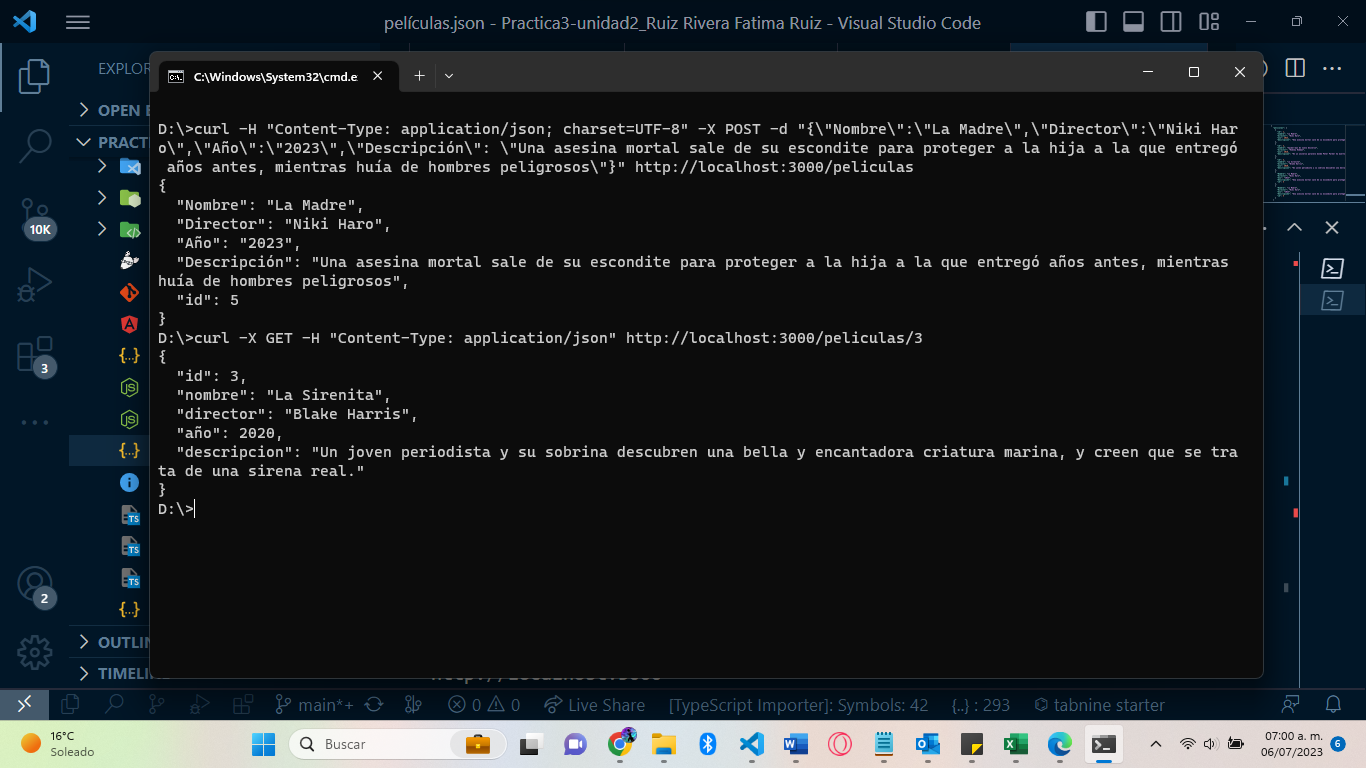 películas.json - Practica3-unidad2_Ruiz Rivera Fatima Ruiz - Visual Studio Code
EXPLOR
C:\Windows\System32\cmd.e:
OPEN E
PRACT
D:\>curl -H "Content-Type: application/json; charset=UTF-8" -X POST -d "{\"Nombre\":\"La Madre\",\"Director\":\"Niki Har
o\",\"Año\":\"2023\",\"Descripción\": \"Una asesina mortal sale de su escondite para proteger a la hija a la que entregó
años antes, mientras huía de hombres peligrosos\"}" http://localhost:3000/peliculas
{
"Nombre": "La Madre",
"Director": "Niki Haro",
"Año": "2023",
"Descripción": "Una asesina mortal sale de su escondite para proteger a la hija a la que entregó años antes, mientras
huía de hombres peligrosos",
"id": 5
}
D:\>curl -X GET -H "Content-Type: application/json" http://localhost:3000/peliculas/3
{
"id": 3,
"nombre": "La Sirenita",
"director": "Blake Harris",
"año": 2020,
"descripcion": "Un joven periodista y su sobrina descubren una bella y encantadora criatura marina, y creen que se tra
ta de una sirena real."
}
D:\>
10K
3
2
OUTLIN
TIMELI
main*+
0
0
Live Share
[TypeScript Importer]: Symbols: 42
{..} : 293
tabnine starter
16°C
Soleado
Buscar
07:00 a. m.
06/07/2023
6